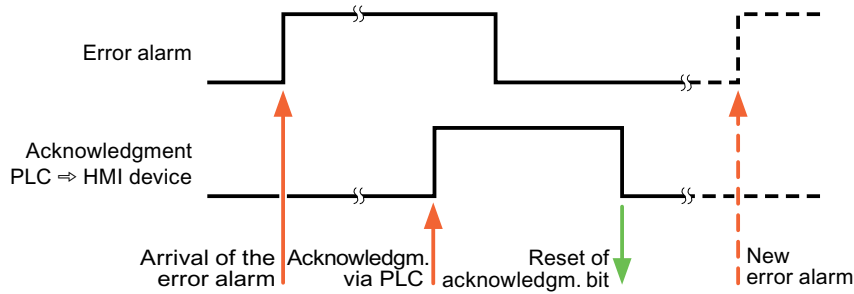 Error alarm
Acknowledgment
PLC ⇨ HMI device
Arrival of the
error alarm
Acknowledgm.
via PLC
Reset of
acknowledgm. bit
New
error alarm